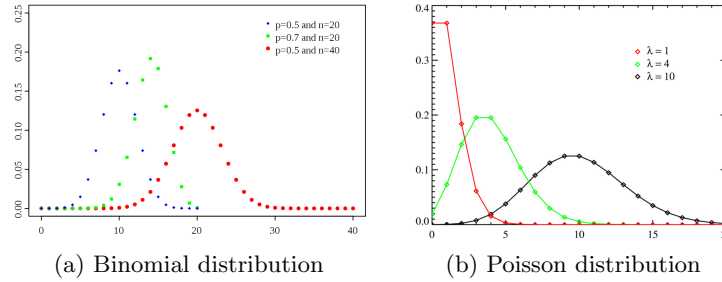 p=0.5 and n=20
p=0.7 and n=20
p=0.5 and n=40
0.25
0.20
0.15
0.10
0.05
0.00
0 10 20 30 40
(a) Binomial distribution
0.4
0.3
0.2
0.1
0.0
λ = 1
λ = 4
λ = 10
0 5 10 15
(b) Poisson distribution